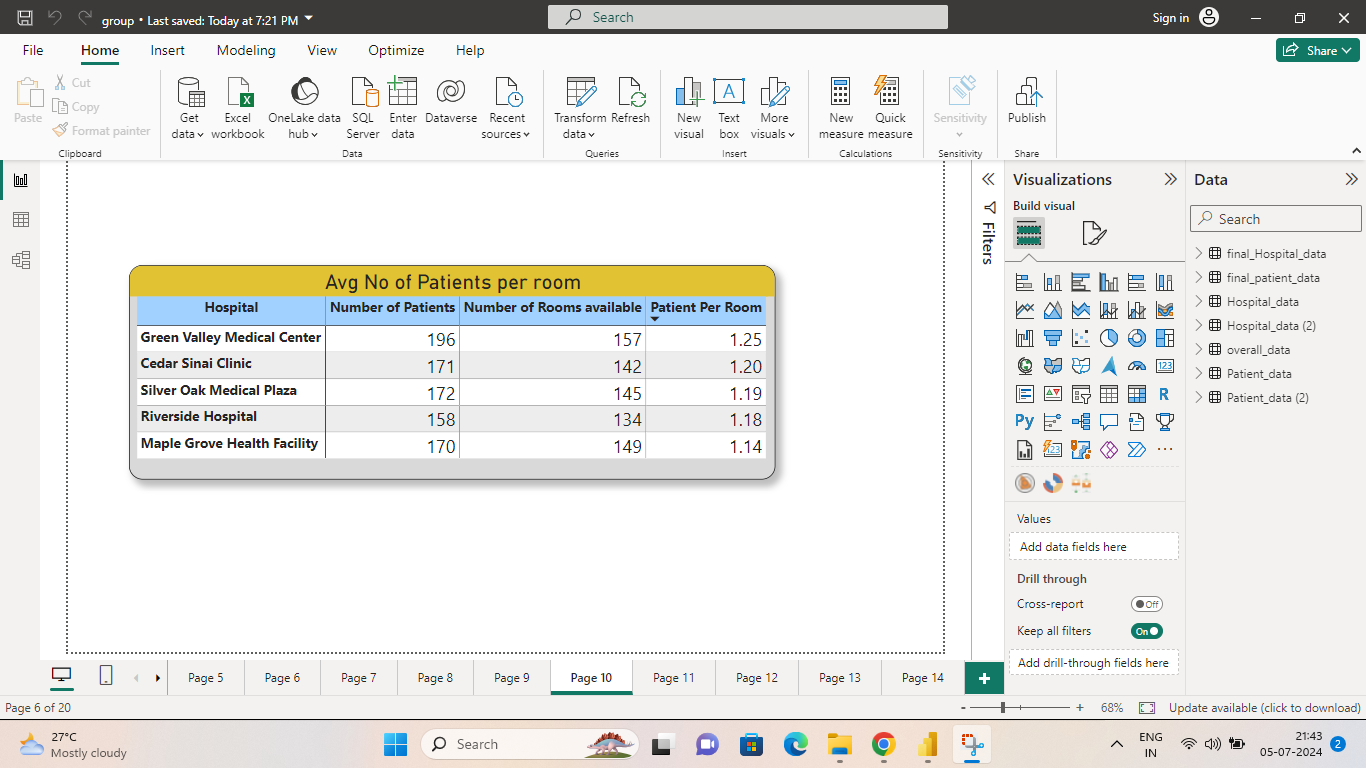 group • Last saved: Today at 7:21 PM
Search
Sign in
File Home Insert Modeling View Optimize Help
Share
Paste
Cut
Copy
Format painter
Clipboard
Get data
Excel workbook
OneLake data hub
SQL Server
Enter data
Dataverse
Recent sources
Data
Transform data
Refresh
Queries
New visual
Text box
More visuals
Insert
New measure
Quick measure
Calculations
Sensitivity
Sensitivity
Publish
Share
Avg No of Patients per room
Hospital Number of Patients Number of Rooms available Patient Per Room
Green Valley Medical Center 196 157 1.25
Cedar Sinai Clinic 171 142 1.20
Silver Oak Medical Plaza 172 145 1.19
Riverside Hospital 158 134 1.18
Maple Grove Health Facility 170 149 1.14
Filters
Visualizations
Build visual
123
R
Py
123
Values
Add data fields here
Drill through
Cross-report Off
Keep all filters On
Add drill-through fields here
Data
Search
final_Hospital_data
final_patient_data
Hospital_data
Hospital_data (2)
overall_data
Patient_data
Patient_data (2)
Page 5 Page 6 Page 7 Page 8 Page 9 Page 10 Page 11 Page 12 Page 13 Page 14
Page 6 of 20
- + 68% Update available (click to download)
27°C
Mostly cloudy
Search
ENG
IN
21:43
05-07-2024
2